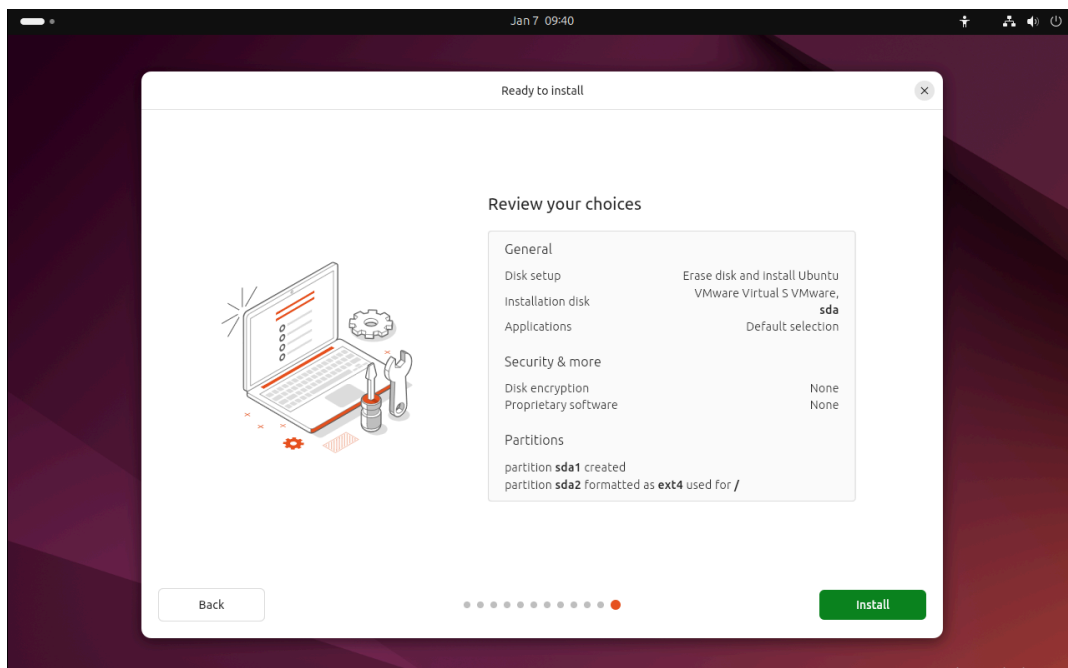 Jan 7 09:40
Ready to install
Review your choices
General
Disk setup Erase disk and install Ubuntu
Installation disk VMware Virtual S VMware, sda
Applications Default selection
Security & more
Disk encryption None
Proprietary software None
Partitions
partition sda1 created
partition sda2 formatted as ext4 used for /
Back
Install